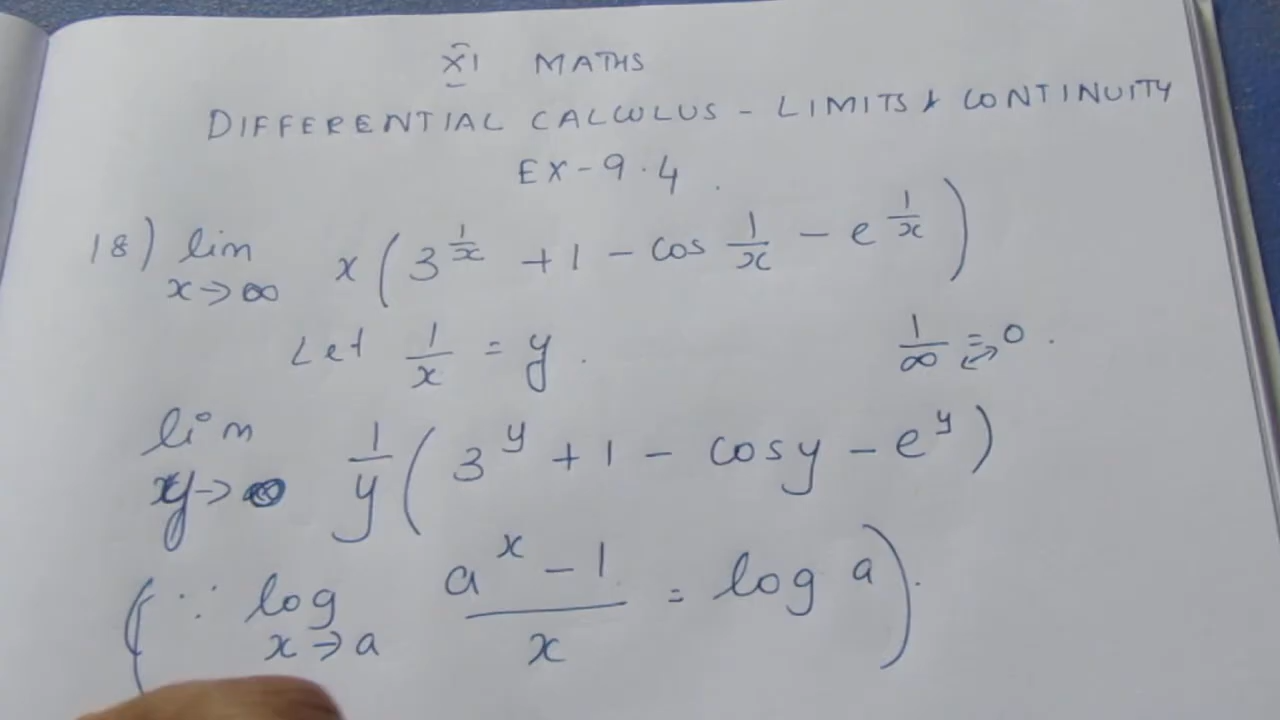 XI MATHS
DIFFERENTIAL CALCULUS - LIMITS & CONTINUITY
EX-9.4.
18) lim x→∞ x(3^(1/x) + 1 - cos 1/x - e^(1/x))
Let 1/x = y. 1/∞ = → 0.
lim y→0 1/y (3^y + 1 - cosy - e^y)
(∵ log x→a (a^x - 1)/x = log a).